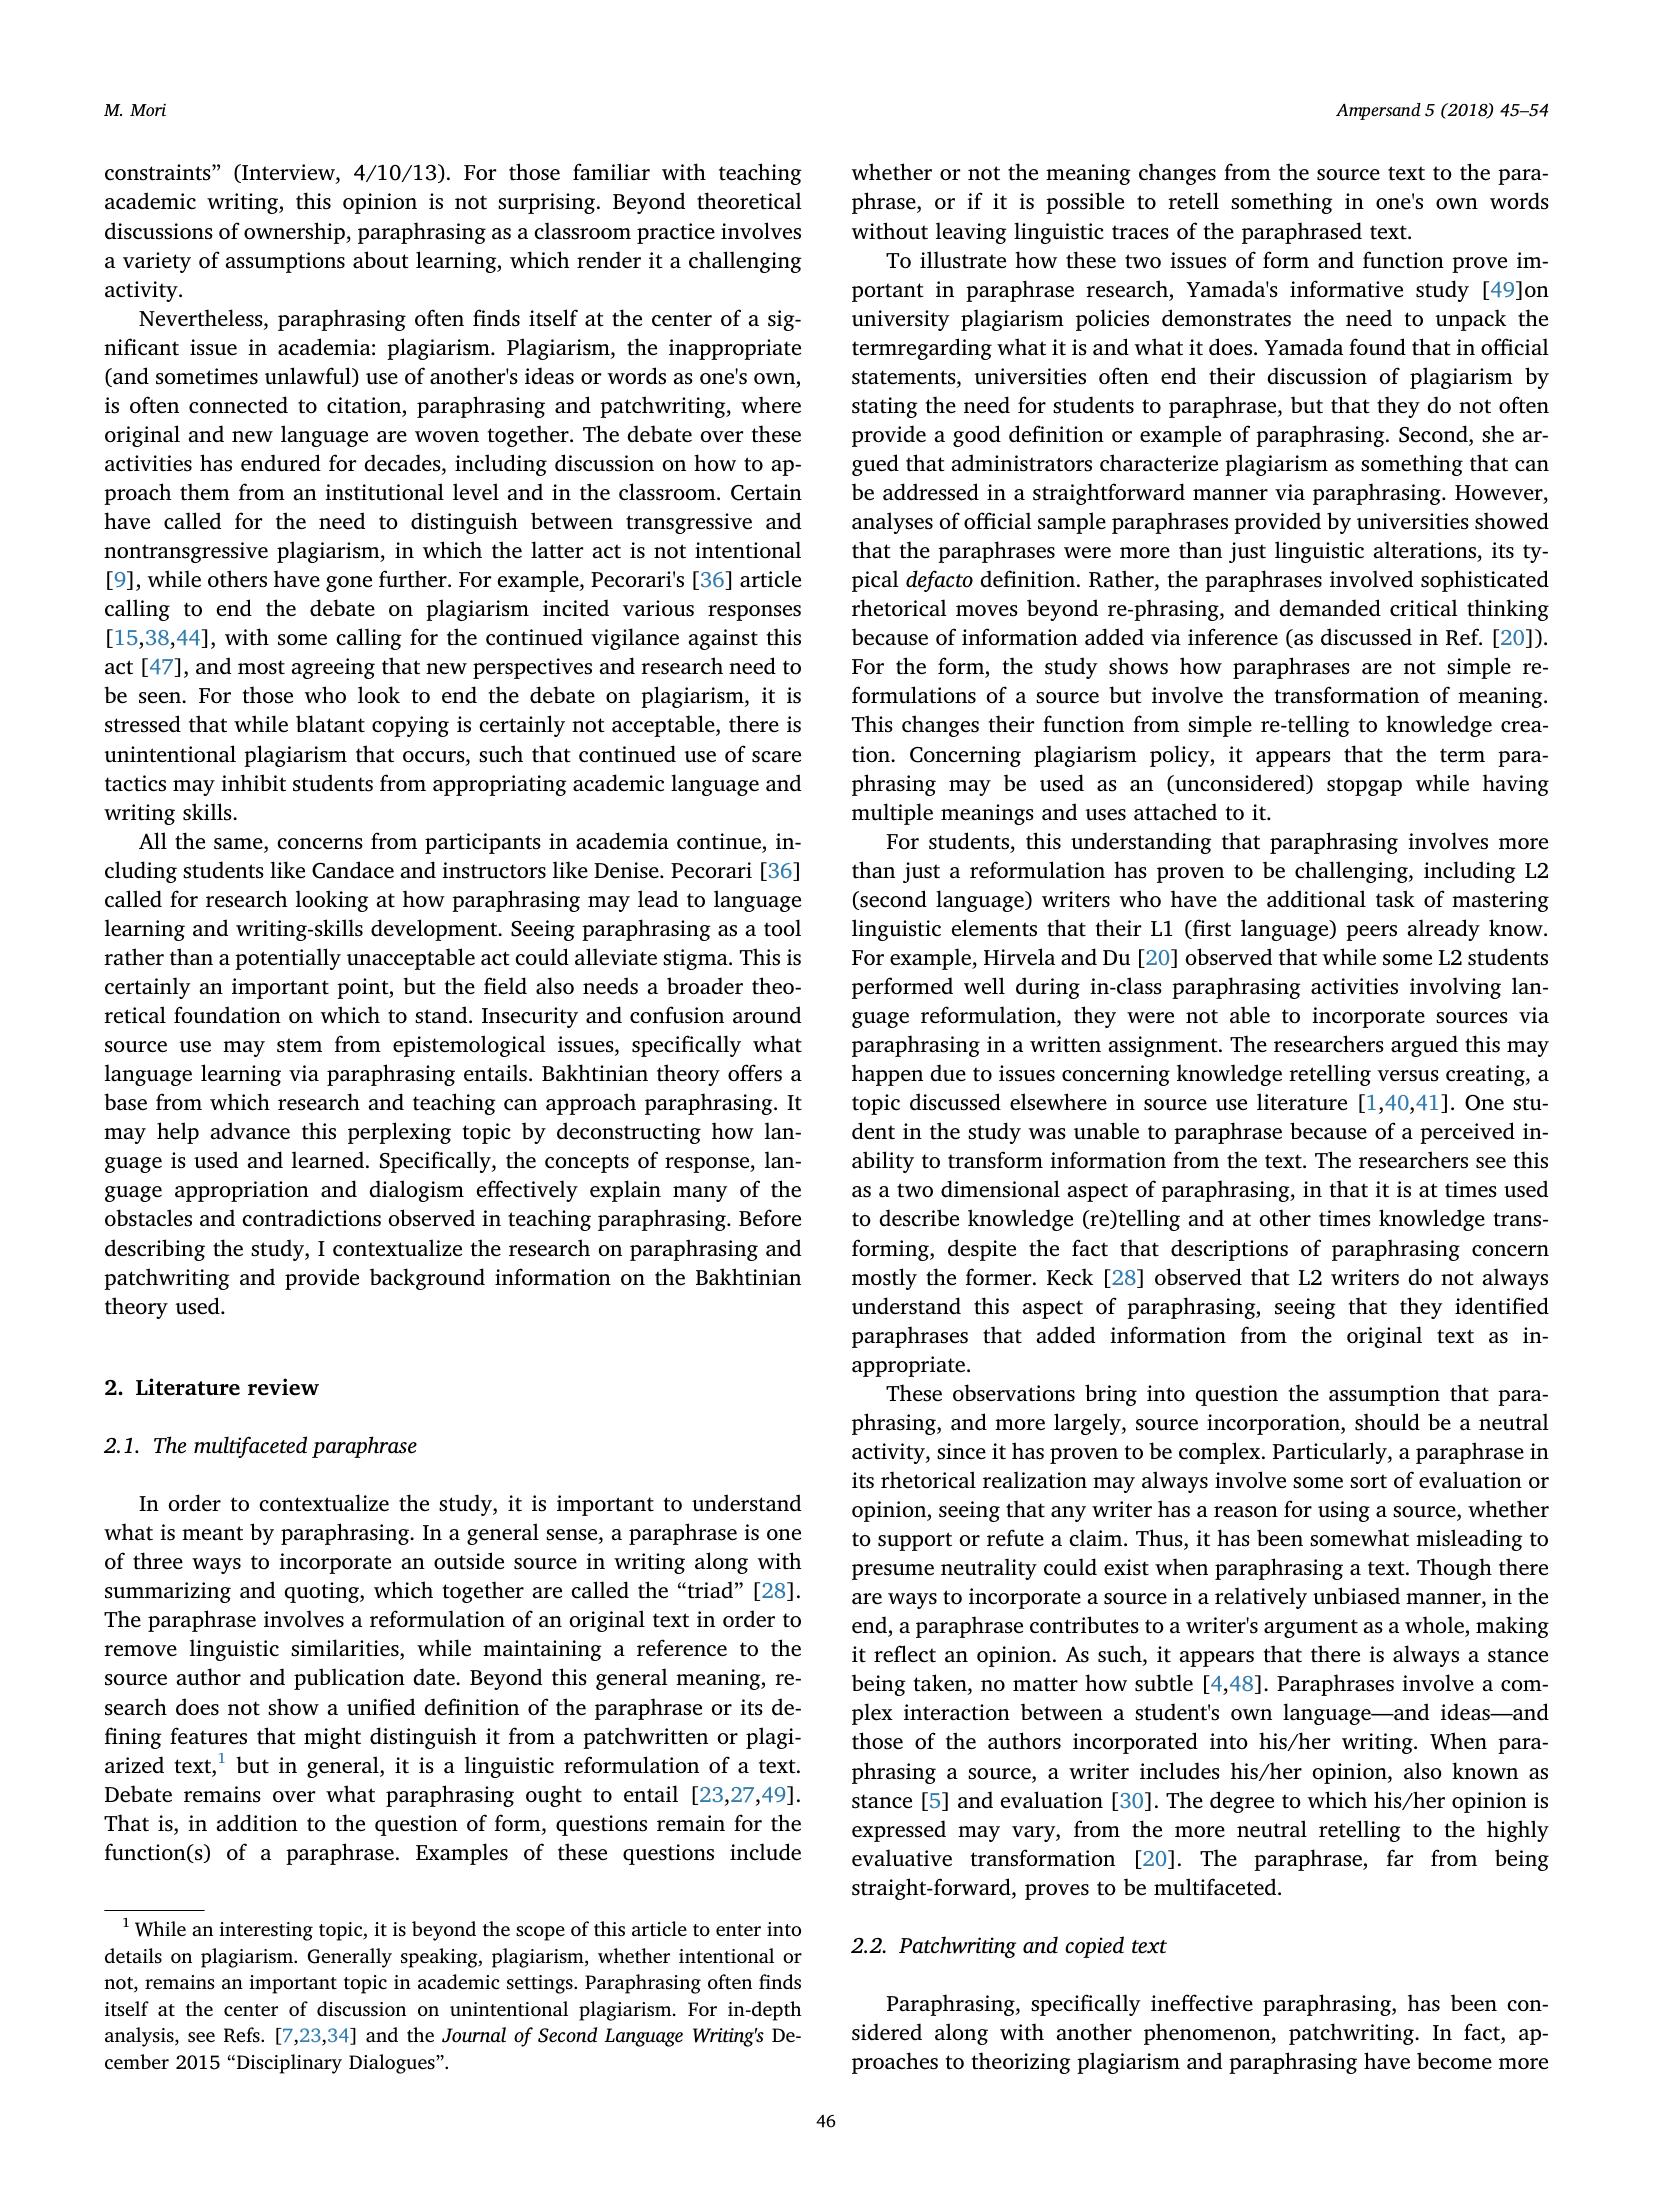 M. Mori
Ampersand 5 (2018) 45–54
constraints” (Interview, 4/10/13). For those familiar with teaching
academic writing, this opinion is not surprising. Beyond theoretical
discussions of ownership, paraphrasing as a classroom practice involves
a variety of assumptions about learning, which render it a challenging
activity.
Nevertheless, paraphrasing often finds itself at the center of a sig-
nificant issue in academia: plagiarism. Plagiarism, the inappropriate
(and sometimes unlawful) use of another's ideas or words as one's own,
is often connected to citation, paraphrasing and patchwriting, where
original and new language are woven together. The debate over these
activities has endured for decades, including discussion on how to ap-
proach them from an institutional level and in the classroom. Certain
have called for the need to distinguish between transgressive and
nontransgressive plagiarism, in which the latter act is not intentional
[9], while others have gone further. For example, Pecorari's [36] article
calling to end the debate on plagiarism incited various responses
[15,38,44], with some calling for the continued vigilance against this
act [47], and most agreeing that new perspectives and research need to
be seen. For those who look to end the debate on plagiarism, it is
stressed that while blatant copying is certainly not acceptable, there is
unintentional plagiarism that occurs, such that continued use of scare
tactics may inhibit students from appropriating academic language and
writing skills.
All the same, concerns from participants in academia continue, in-
cluding students like Candace and instructors like Denise. Pecorari [36]
called for research looking at how paraphrasing may lead to language
learning and writing-skills development. Seeing paraphrasing as a tool
rather than a potentially unacceptable act could alleviate stigma. This is
certainly an important point, but the field also needs a broader theo-
retical foundation on which to stand. Insecurity and confusion around
source use may stem from epistemological issues, specifically what
language learning via paraphrasing entails. Bakhtinian theory offers a
base from which research and teaching can approach paraphrasing. It
may help advance this perplexing topic by deconstructing how lan-
guage is used and learned. Specifically, the concepts of response, lan-
guage appropriation and dialogism effectively explain many of the
obstacles and contradictions observed in teaching paraphrasing. Before
describing the study, I contextualize the research on paraphrasing and
patchwriting and provide background information on the Bakhtinian
theory used.
2. Literature review
2.1. The multifaceted paraphrase
In order to contextualize the study, it is important to understand
what is meant by paraphrasing. In a general sense, a paraphrase is one
of three ways to incorporate an outside source in writing along with
summarizing and quoting, which together are called the “triad” [28].
The paraphrase involves a reformulation of an original text in order to
remove linguistic similarities, while maintaining a reference to the
source author and publication date. Beyond this general meaning, re-
search does not show a unified definition of the paraphrase or its de-
fining features that might distinguish it from a patchwritten or plagi-
arized text,1 but in general, it is a linguistic reformulation of a text.
Debate remains over what paraphrasing ought to entail [23,27,49].
That is, in addition to the question of form, questions remain for the
function(s) of a paraphrase. Examples of these questions include
1 While an interesting topic, it is beyond the scope of this article to enter into
details on plagiarism. Generally speaking, plagiarism, whether intentional or
not, remains an important topic in academic settings. Paraphrasing often finds
itself at the center of discussion on unintentional plagiarism. For in-depth
analysis, see Refs. [7,23,34] and the Journal of Second Language Writing's De-
cember 2015 “Disciplinary Dialogues”.
whether or not the meaning changes from the source text to the para-
phrase, or if it is possible to retell something in one's own words
without leaving linguistic traces of the paraphrased text.
To illustrate how these two issues of form and function prove im-
portant in paraphrase research, Yamada's informative study [49]on
university plagiarism policies demonstrates the need to unpack the
termregarding what it is and what it does. Yamada found that in official
statements, universities often end their discussion of plagiarism by
stating the need for students to paraphrase, but that they do not often
provide a good definition or example of paraphrasing. Second, she ar-
gued that administrators characterize plagiarism as something that can
be addressed in a straightforward manner via paraphrasing. However,
analyses of official sample paraphrases provided by universities showed
that the paraphrases were more than just linguistic alterations, its ty-
pical defacto definition. Rather, the paraphrases involved sophisticated
rhetorical moves beyond re-phrasing, and demanded critical thinking
because of information added via inference (as discussed in Ref. [20]).
For the form, the study shows how paraphrases are not simple re-
formulations of a source but involve the transformation of meaning.
This changes their function from simple re-telling to knowledge crea-
tion. Concerning plagiarism policy, it appears that the term para-
phrasing may be used as an (unconsidered) stopgap while having
multiple meanings and uses attached to it.
For students, this understanding that paraphrasing involves more
than just a reformulation has proven to be challenging, including L2
(second language) writers who have the additional task of mastering
linguistic elements that their L1 (first language) peers already know.
For example, Hirvela and Du [20] observed that while some L2 students
performed well during in-class paraphrasing activities involving lan-
guage reformulation, they were not able to incorporate sources via
paraphrasing in a written assignment. The researchers argued this may
happen due to issues concerning knowledge retelling versus creating, a
topic discussed elsewhere in source use literature [1,40,41]. One stu-
dent in the study was unable to paraphrase because of a perceived in-
ability to transform information from the text. The researchers see this
as a two dimensional aspect of paraphrasing, in that it is at times used
to describe knowledge (re)telling and at other times knowledge trans-
forming, despite the fact that descriptions of paraphrasing concern
mostly the former. Keck [28] observed that L2 writers do not always
understand this aspect of paraphrasing, seeing that they identified
paraphrases that added information from the original text as in-
appropriate.
These observations bring into question the assumption that para-
phrasing, and more largely, source incorporation, should be a neutral
activity, since it has proven to be complex. Particularly, a paraphrase in
its rhetorical realization may always involve some sort of evaluation or
opinion, seeing that any writer has a reason for using a source, whether
to support or refute a claim. Thus, it has been somewhat misleading to
presume neutrality could exist when paraphrasing a text. Though there
are ways to incorporate a source in a relatively unbiased manner, in the
end, a paraphrase contributes to a writer's argument as a whole, making
it reflect an opinion. As such, it appears that there is always a stance
being taken, no matter how subtle [4,48]. Paraphrases involve a com-
plex interaction between a student's own language—and ideas—and
those of the authors incorporated into his/her writing. When para-
phrasing a source, a writer includes his/her opinion, also known as
stance [5] and evaluation [30]. The degree to which his/her opinion is
expressed may vary, from the more neutral retelling to the highly
evaluative transformation [20]. The paraphrase, far from being
straight-forward, proves to be multifaceted.
2.2. Patchwriting and copied text
Paraphrasing, specifically ineffective paraphrasing, has been con-
sidered along with another phenomenon, patchwriting. In fact, ap-
proaches to theorizing plagiarism and paraphrasing have become more
46